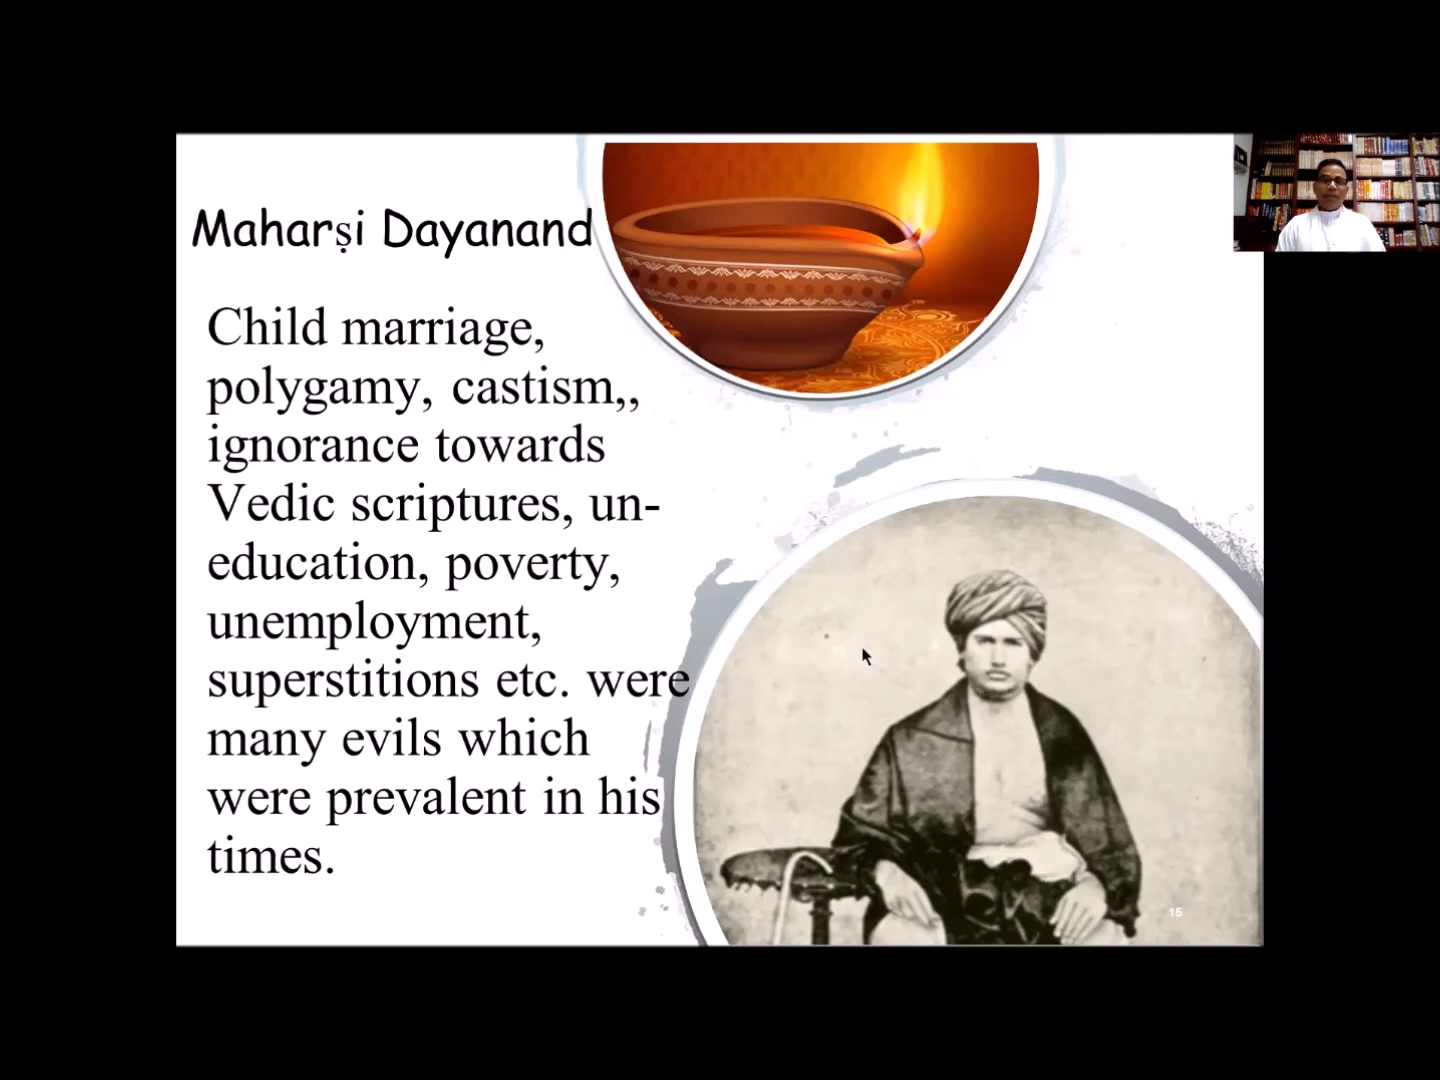 Maharṣi Dayanand
Child marriage,
polygamy, castism,,
ignorance towards
Vedic scriptures, un-
education, poverty,
unemployment,
superstitions etc. were
many evils which
were prevalent in his
times.
15